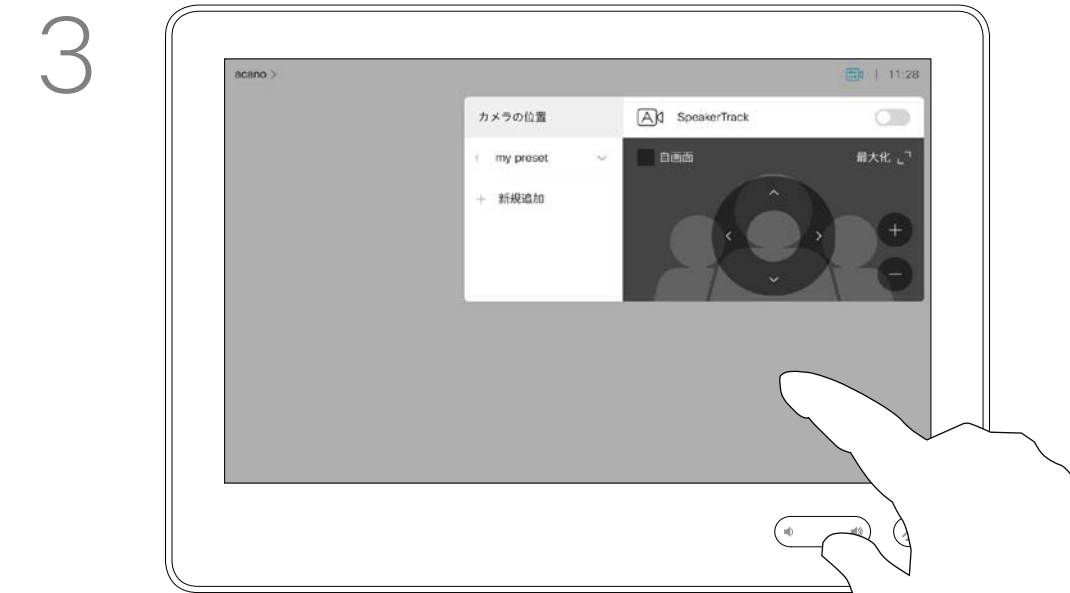 3
acano >
11:28
カメラの位置
SpeakerTrack
1 my preset
自画面
最大化
+ 新規追加